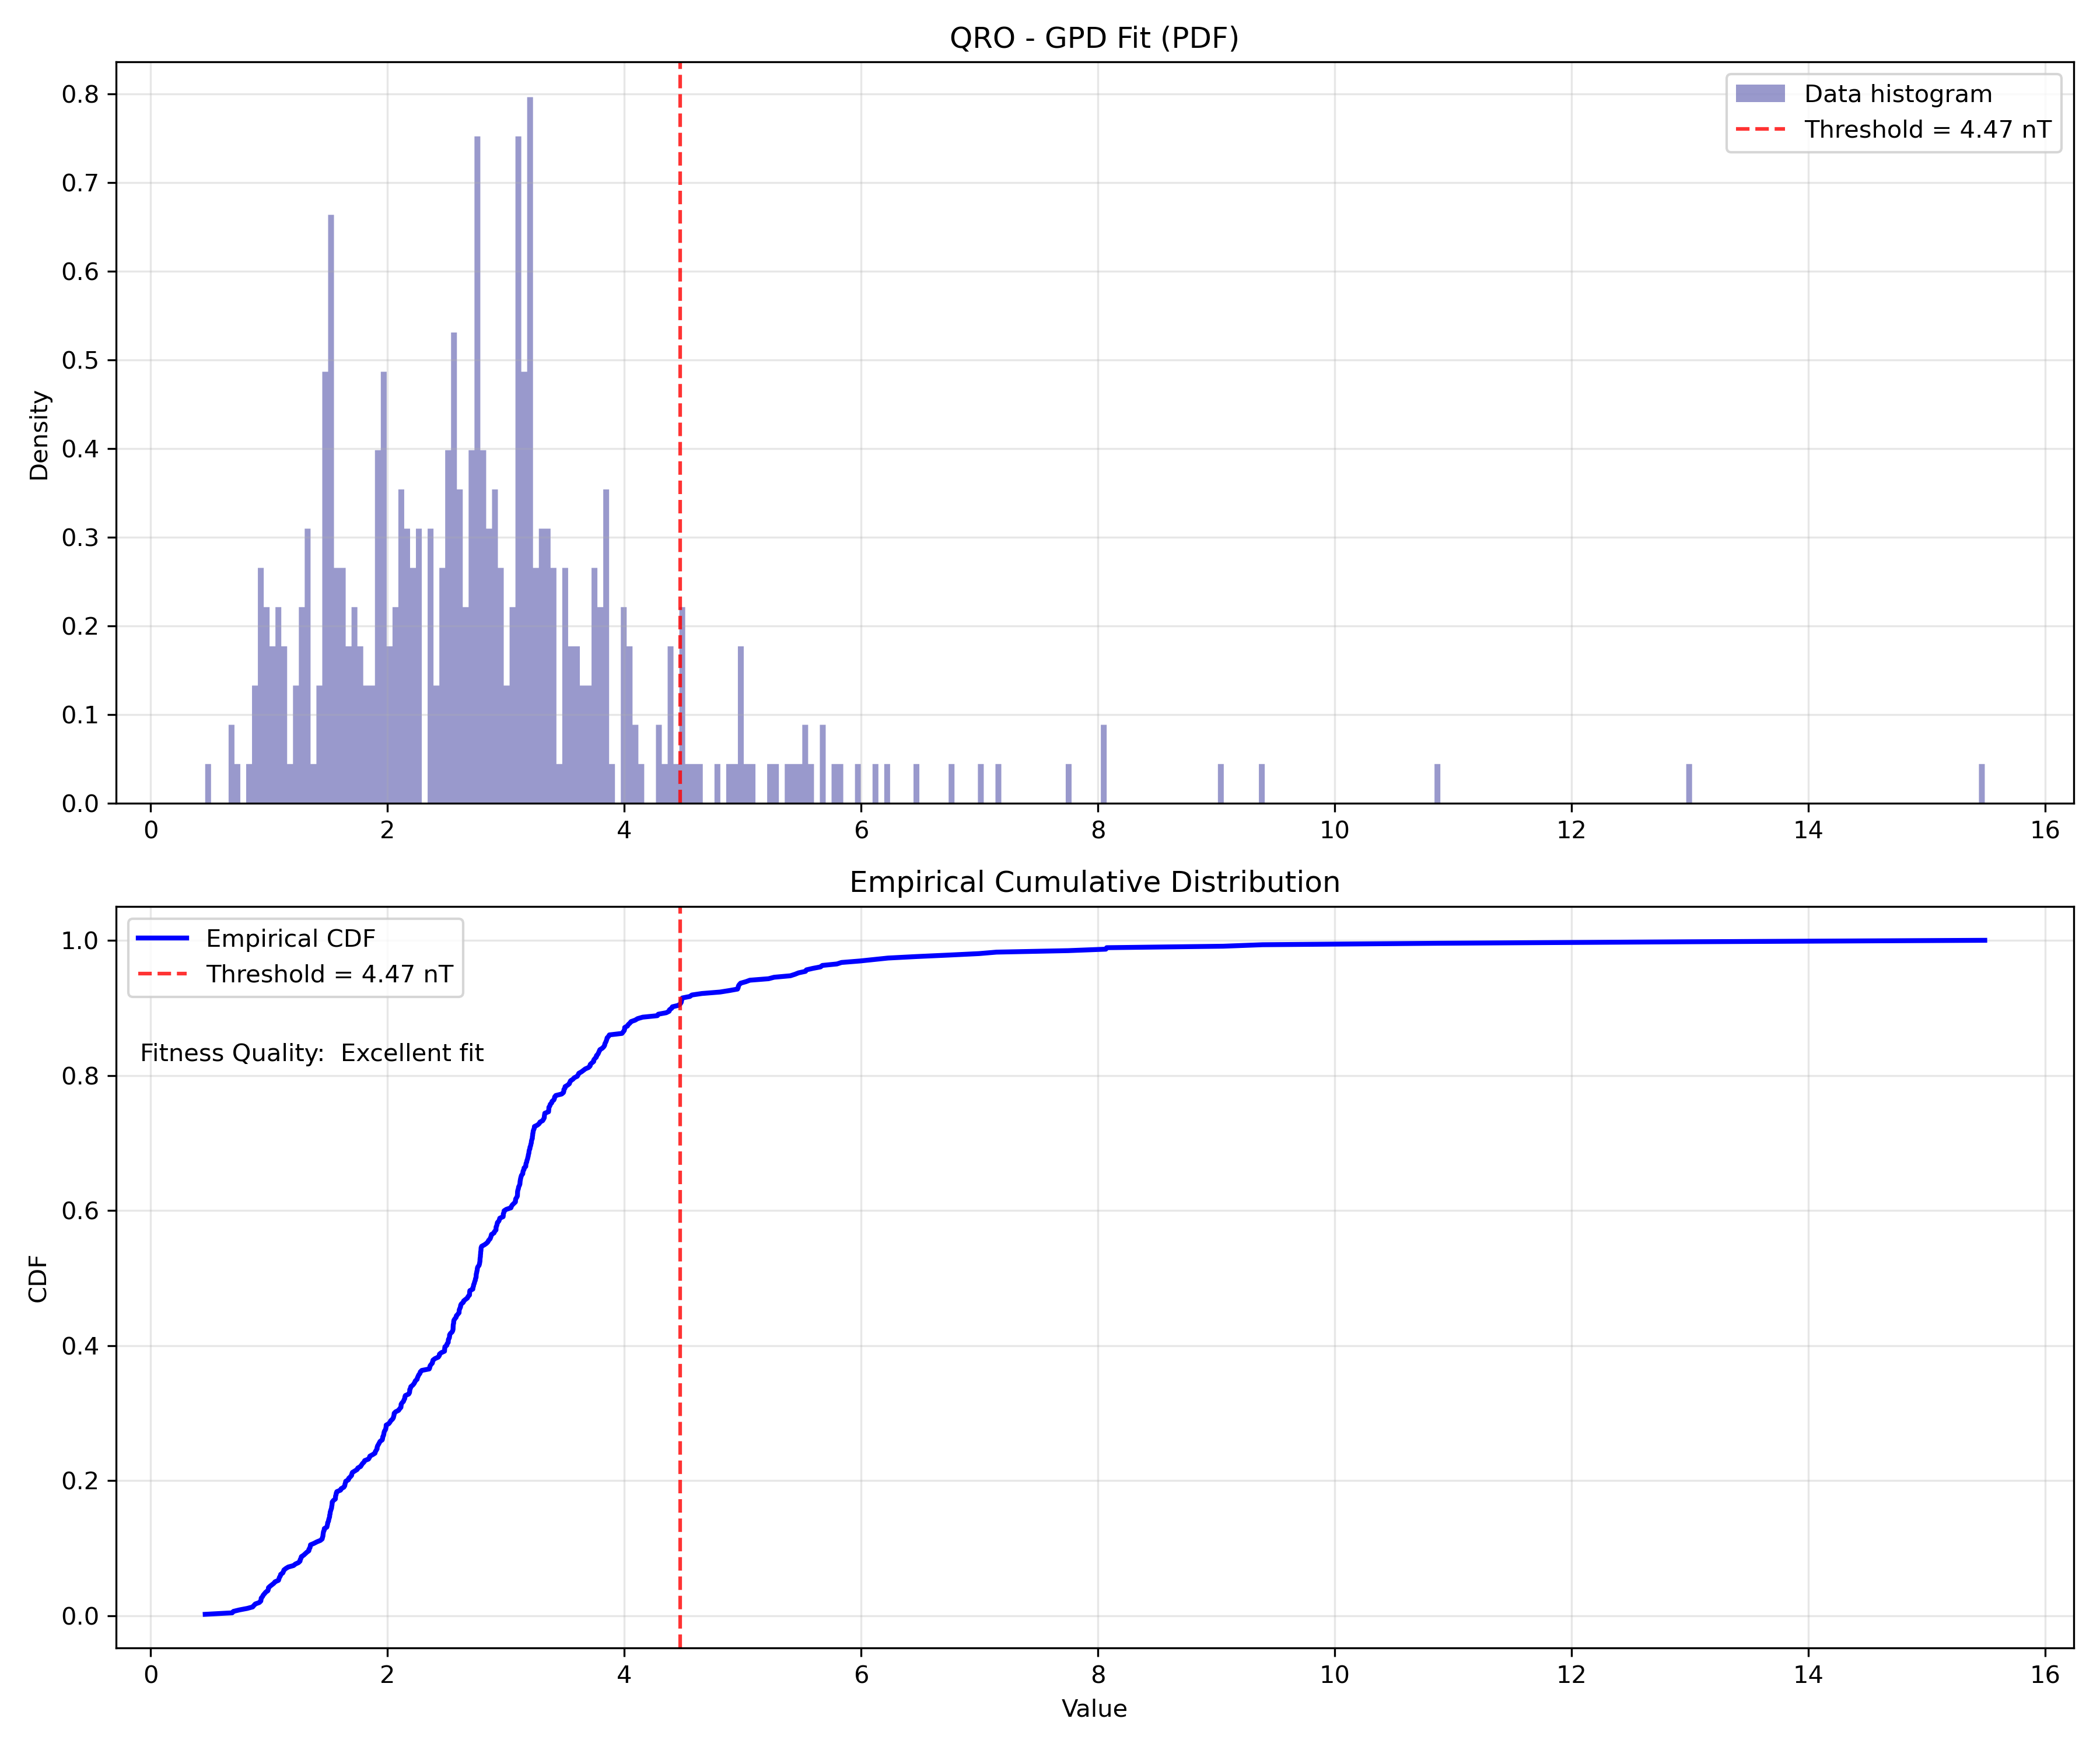 QRO - GPD Fit (PDF)
Data histogram
Threshold = 4.47 nT
Density
0.8
0.7
0.6
0.5
0.4
0.3
0.2
0.1
0.0
0 2 4 6 8 10 12 14 16
Empirical Cumulative Distribution
Empirical CDF
Threshold = 4.47 nT
Fitness Quality:  Excellent fit
CDF
1.0
0.8
0.6
0.4
0.2
0.0
0 2 4 6 8 10 12 14 16
Value